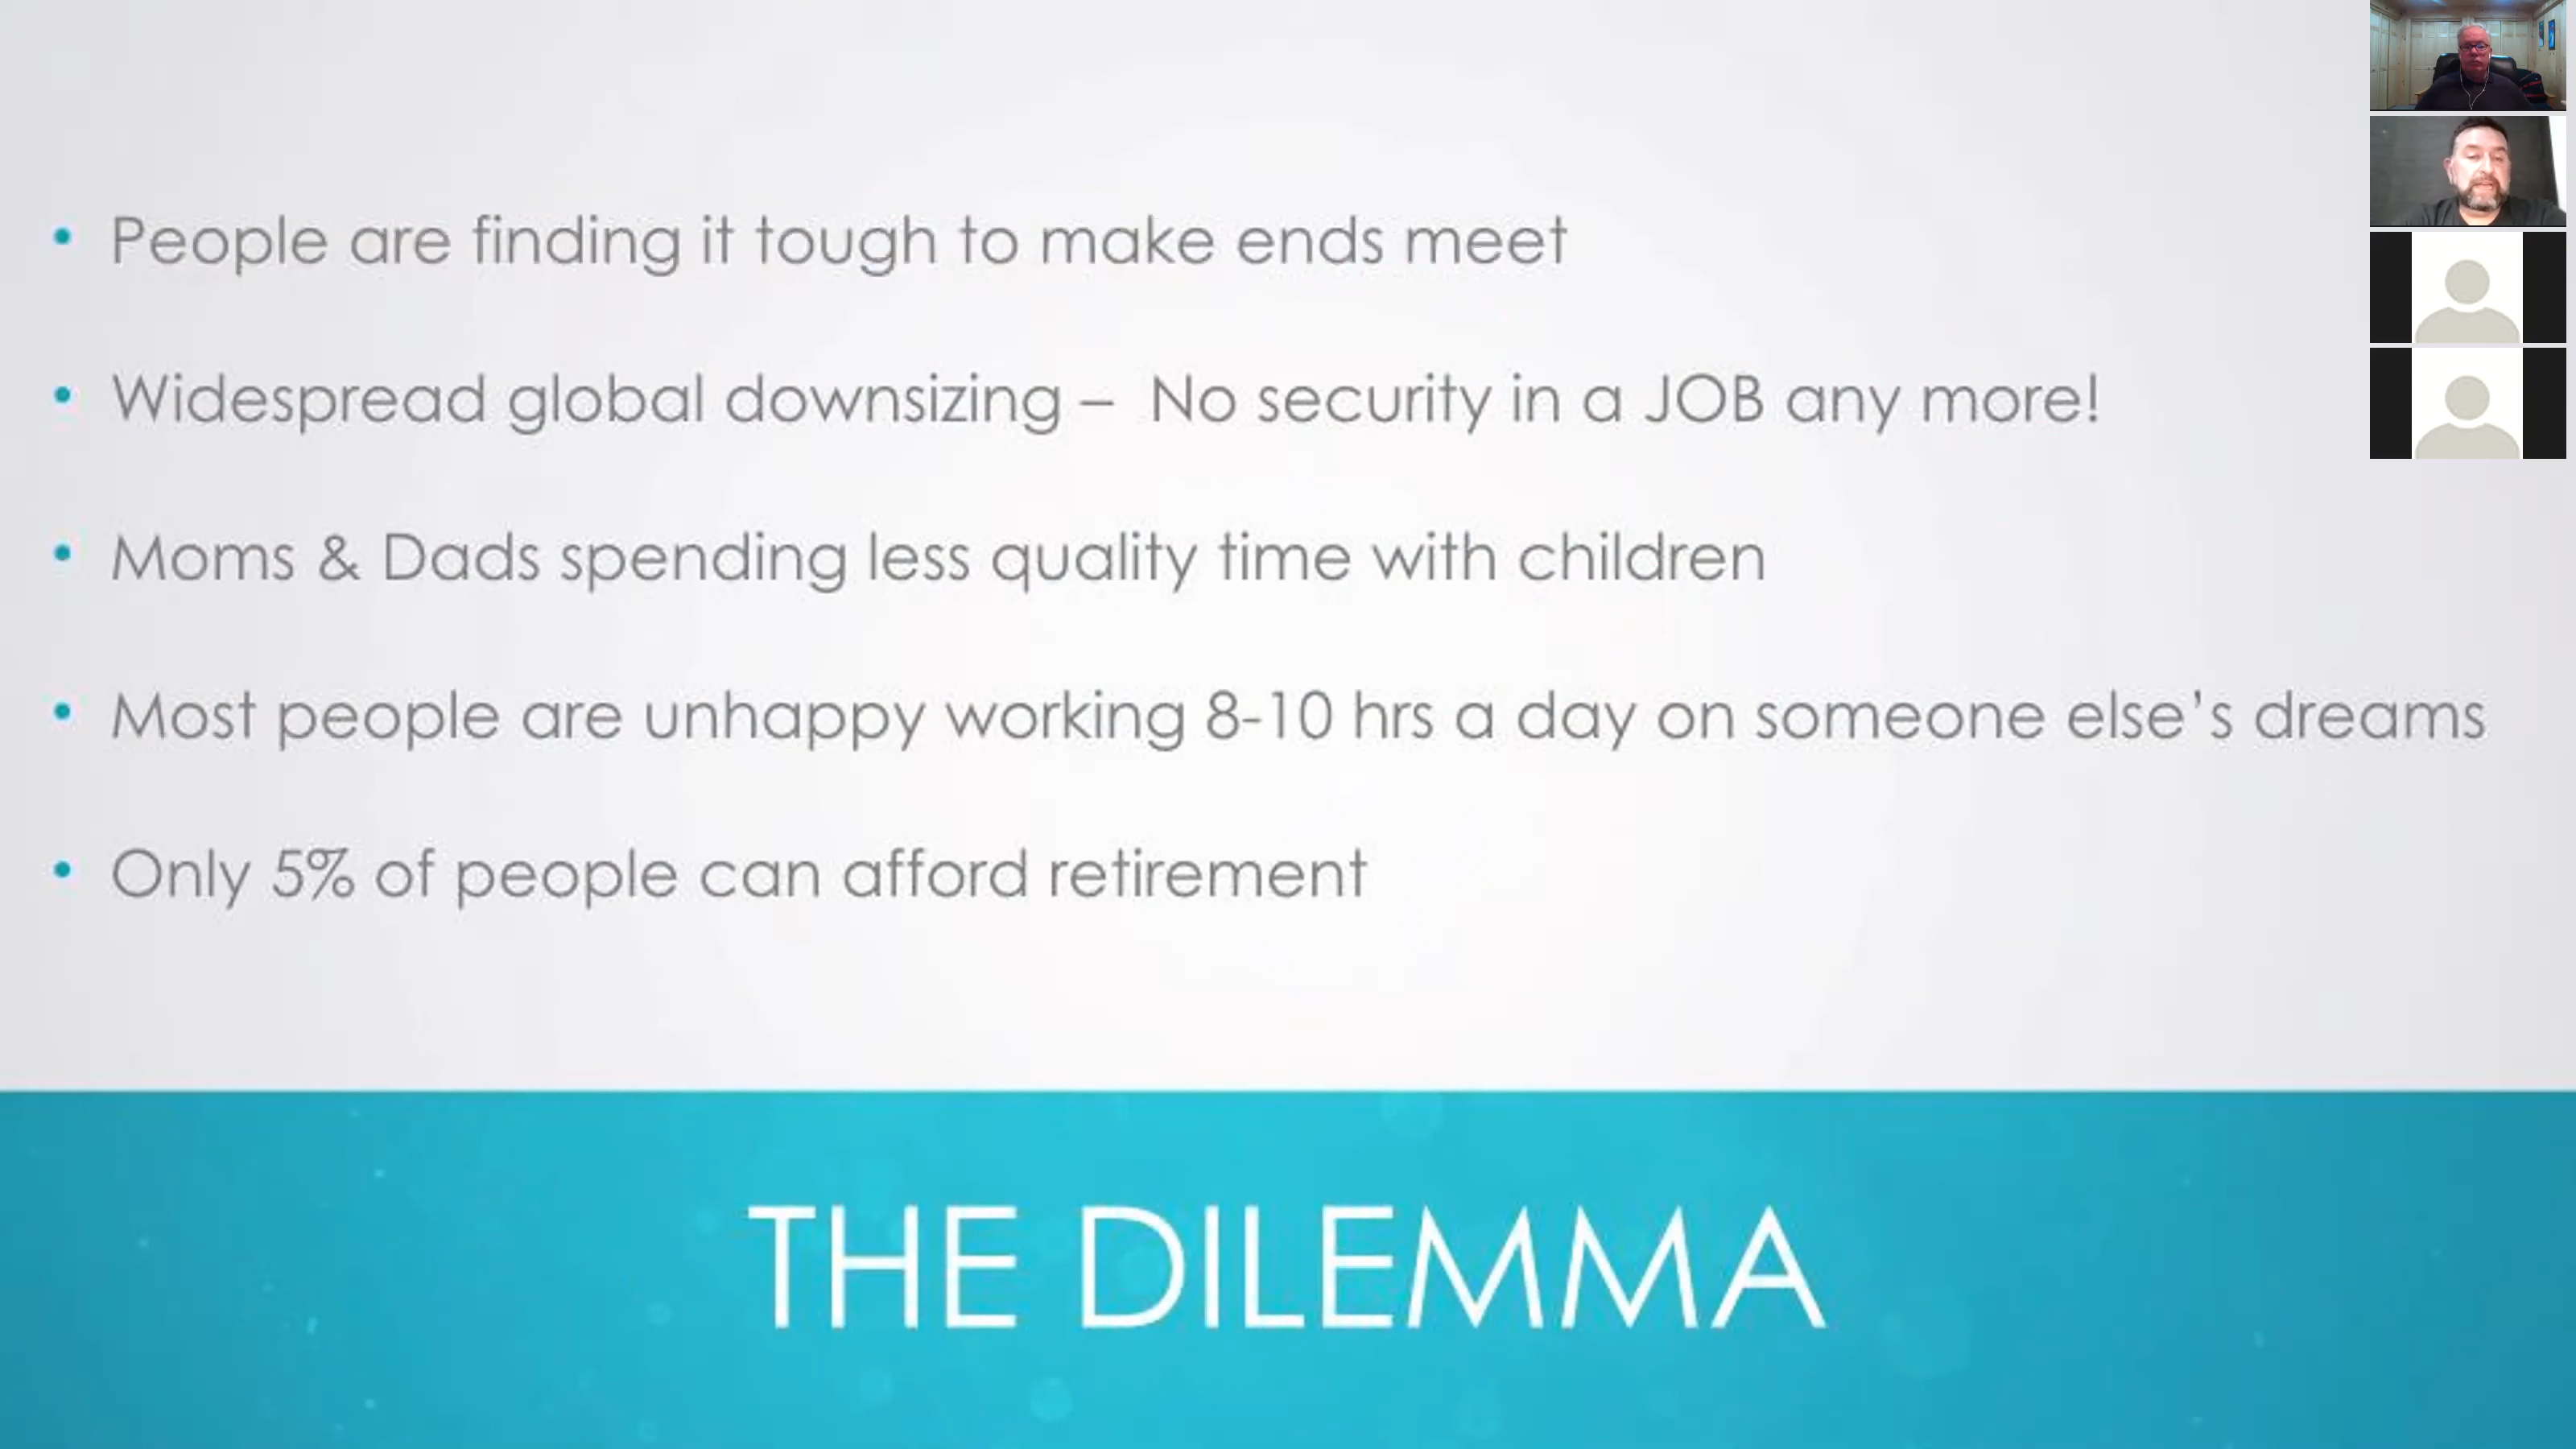 • People are finding it tough to make ends meet
• Widespread global downsizing – No security in a JOB any more!
• Moms & Dads spending less quality time with children
• Most people are unhappy working 8-10 hrs a day on someone else’s dreams
• Only 5% of people can afford retirement
THE DILEMMA